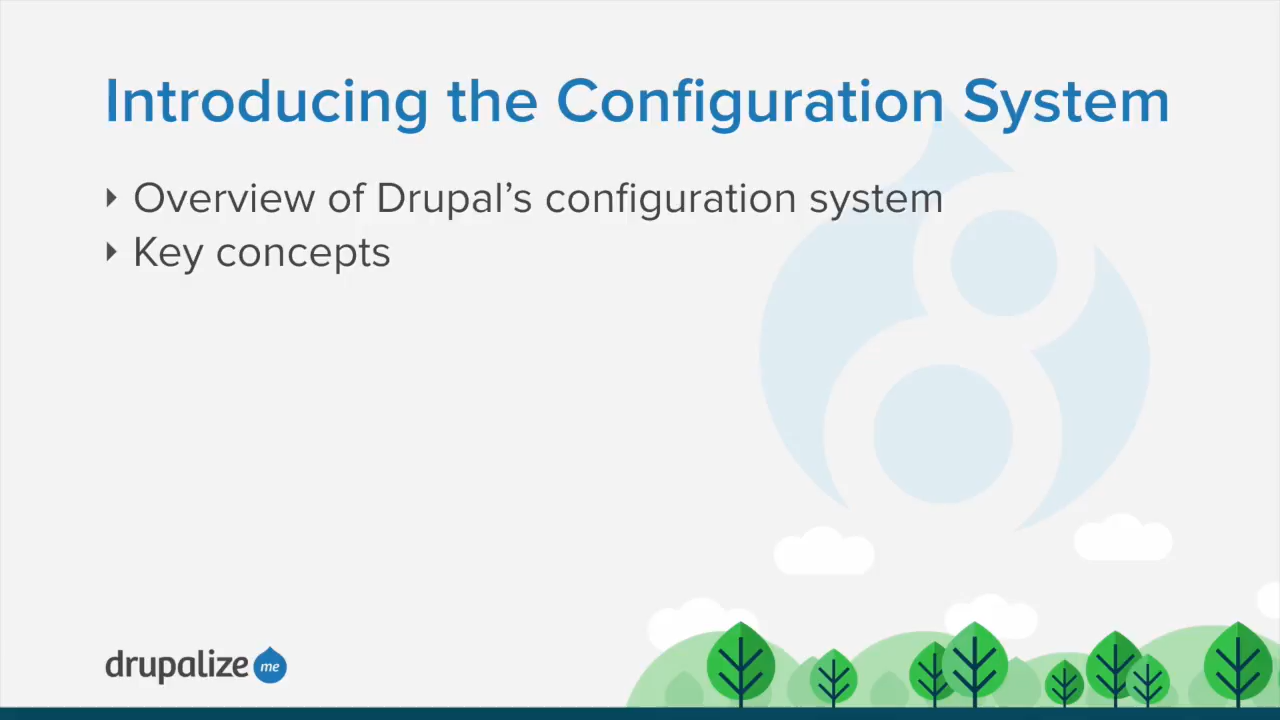 Introducing the Configuration System
Overview of Drupal’s configuration system
Key concepts
drupalize me